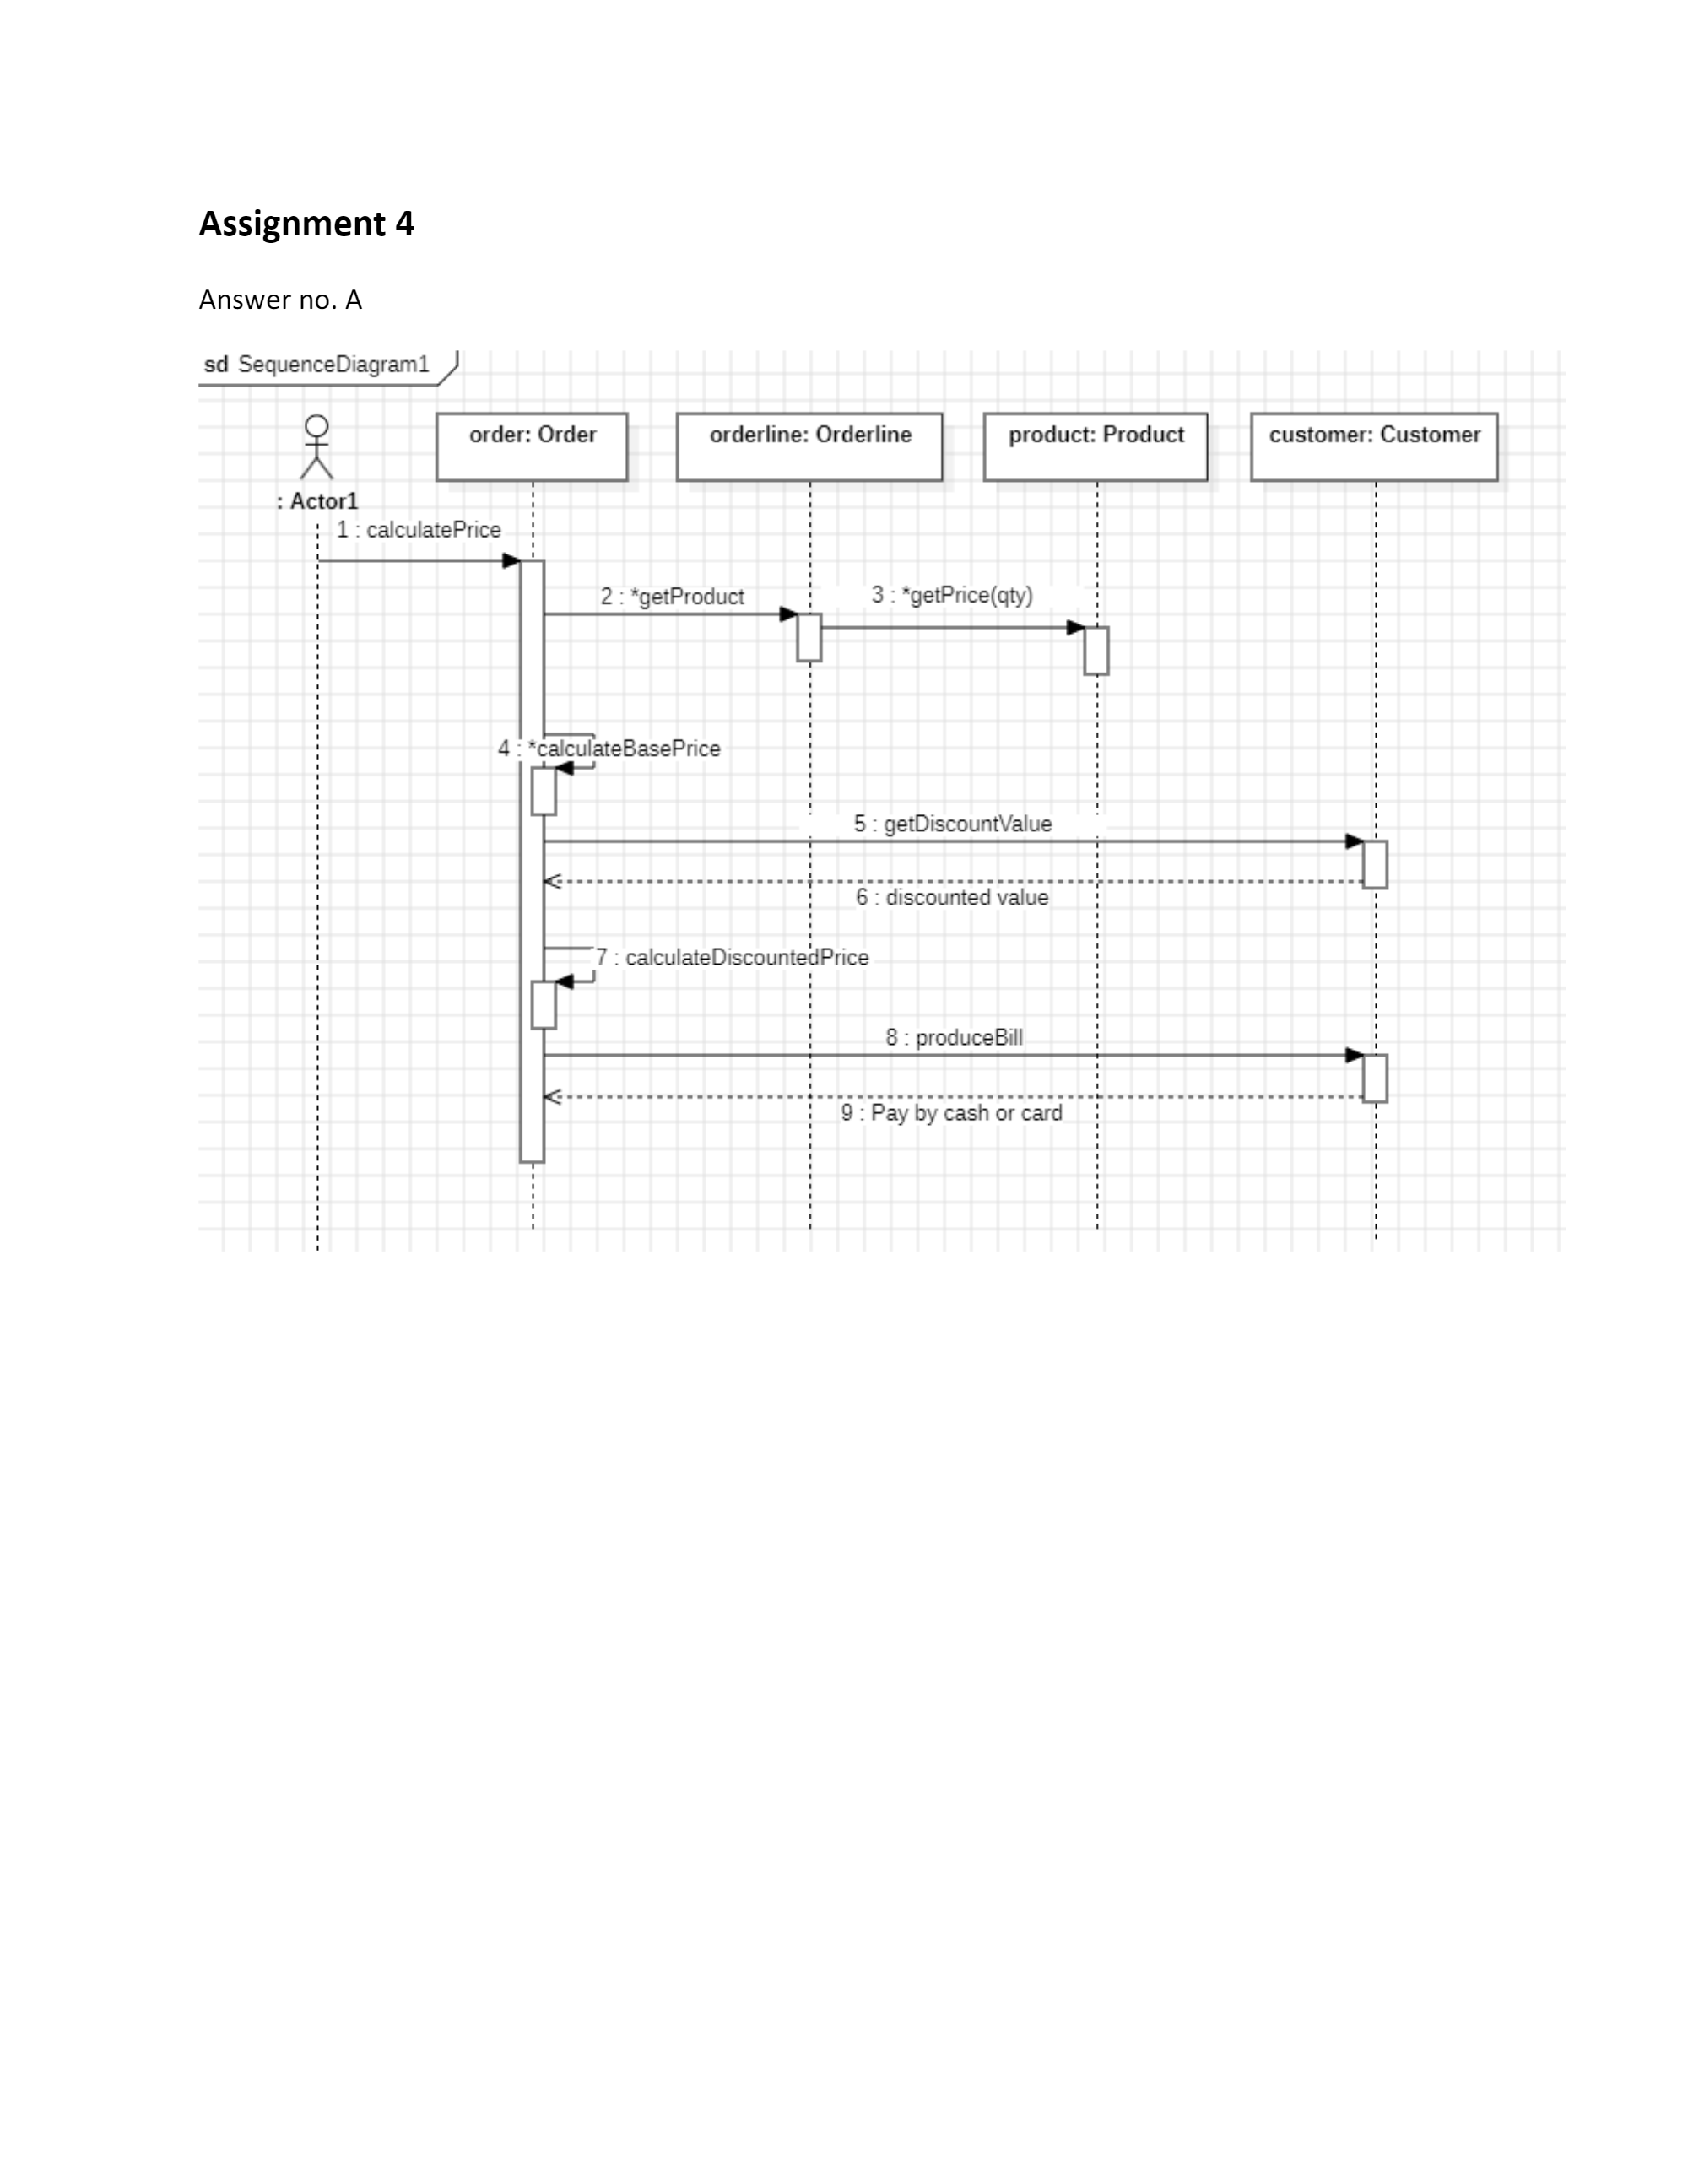 Assignment 4
Answer no. A
sd SequenceDiagram1
order: Order
orderline: Orderline
product: Product
customer: Customer
: Actor1
1 : calculatePrice
2 : *getProduct
3 : *getPrice(qty)
4 : *calculateBasePrice
5 : getDiscountValue
6 : discounted value
7 : calculateDiscountedPrice
8 : produceBill
9 : Pay by cash or card